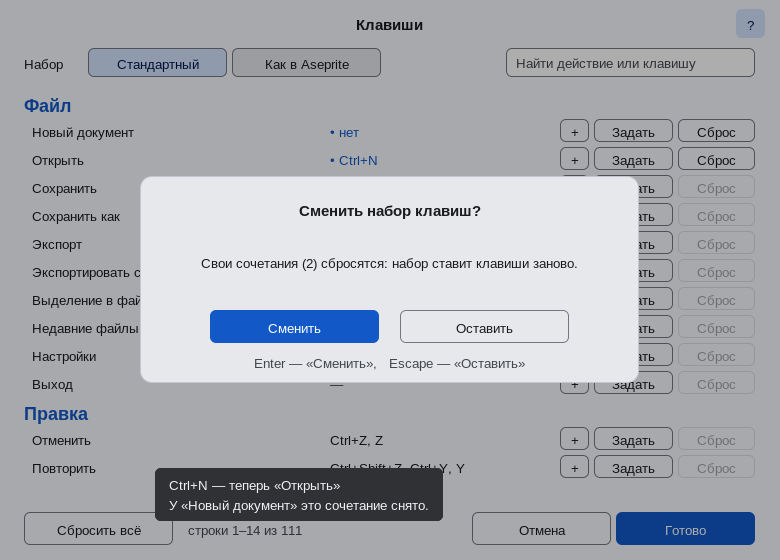 Клавиши
?
Набор Стандартный Как в Aseprite Найти действие или клавишу
Файл
Новый документ • нет + Задать Сброс
Открыть • Ctrl+N + Задать Сброс
Сохранить Сброс
Сохранить как Сброс
Экспорт Сброс
Сброс
Выделение в Сброс
Недавние файлы Сброс
Настройки Сброс
Выход — + Задать Сброс
Сменить набор клавиш?
Свои сочетания (2) сбросятся: набор ставит клавиши заново.
Сменить Оставить
Enter — «Сменить», Escape — «Оставить»
Правка
Отменить Ctrl+Z, Z + Задать Сброс
Повторить Ctrl+Shift+Z, Ctrl+Y, Y + Задать Сброс
Ctrl+N — теперь «Открыть»
У «Новый документ» это сочетание снято.
Сбросить всё строки 1–14 из 111 Отмена Готово